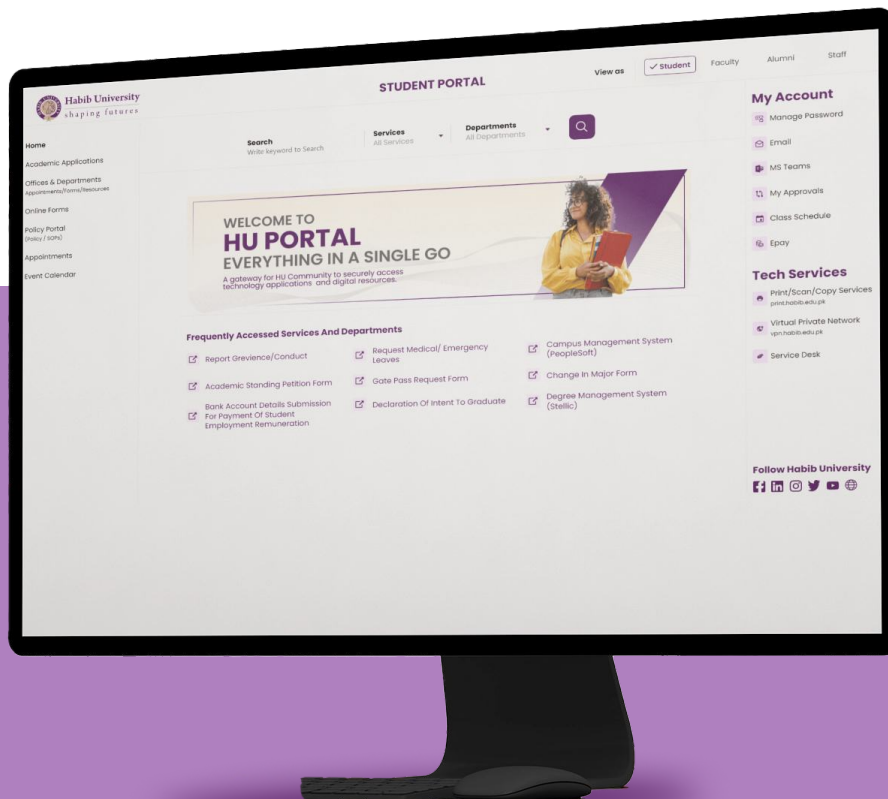 Habib University
shaping futures
STUDENT PORTAL
View as
Student
Faculty
Alumni
Staff
Home
Academic Applications
Offices & Departments
Appointments/Forms/Resources
Online Forms
Policy Portal
(Policy / SOPs)
Appointments
Event Calendar
Search
Write keyword to Search
Services
All Services
Departments
All Departments
WELCOME TO
HU PORTAL
EVERYTHING IN A SINGLE GO
A gateway for HU Community to securely access
technology applications and digital resources.
Frequently Accessed Services And Departments
Report Grevience/Conduct
Request Medical/ Emergency
Leaves
Campus Management System
(PeopleSoft)
Academic Standing Petition Form
Gate Pass Request Form
Change In Major Form
Bank Account Details Submission
For Payment Of Student
Employment Remuneration
Declaration Of Intent To Graduate
Degree Management System
(Stellic)
My Account
Manage Password
Email
MS Teams
My Approvals
Class Schedule
Epay
Tech Services
Print/Scan/Copy Services
print.habib.edu.pk
Virtual Private Network
vpn.habib.edu.pk
Service Desk
Follow Habib University